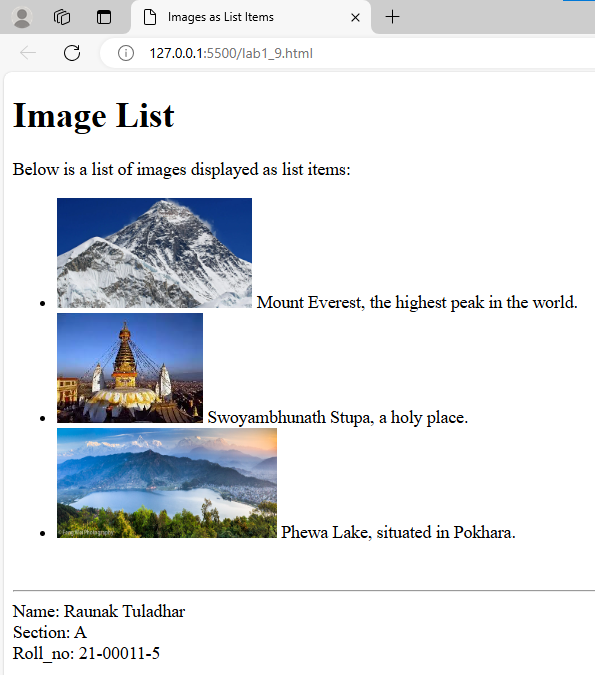 Images as List Items
127.0.0.1:5500/lab1_9.html
Image List
Below is a list of images displayed as list items:
Mount Everest, the highest peak in the world.
Swoyambhunath Stupa, a holy place.
Phewa Lake, situated in Pokhara.
Name: Raunak Tuladhar
Section: A
Roll_no: 21-00011-5